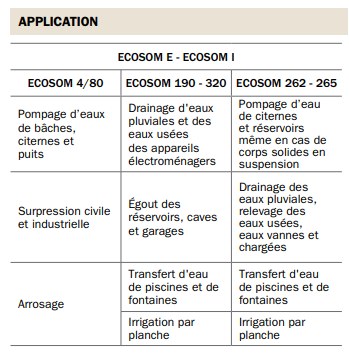 APPLICATION
ECOSOM E - ECOSOM I
ECOSOM 4/80
ECOSOM 190 - 320
ECOSOM 262 - 265
Pompage d'eaux
de bâches,
citernes et
puits
Drainage d'eaux
pluviales et des
eaux usées
des appareils
électroménagers
Pompage d'eau
de citernes
et réservoirs
même en cas de
corps solides en
suspension
Surpression civile
et industrielle
Égout des
réservoirs, caves
et garages
Drainage des
eaux pluviales,
relevage des
eaux usées,
eaux vannes et
chargées
Arrosage
Transfert d'eau
de piscines et de
fontaines
Transfert d'eau
de piscines et de
fontaines
Irrigation par
planche
Irrigation par
planche